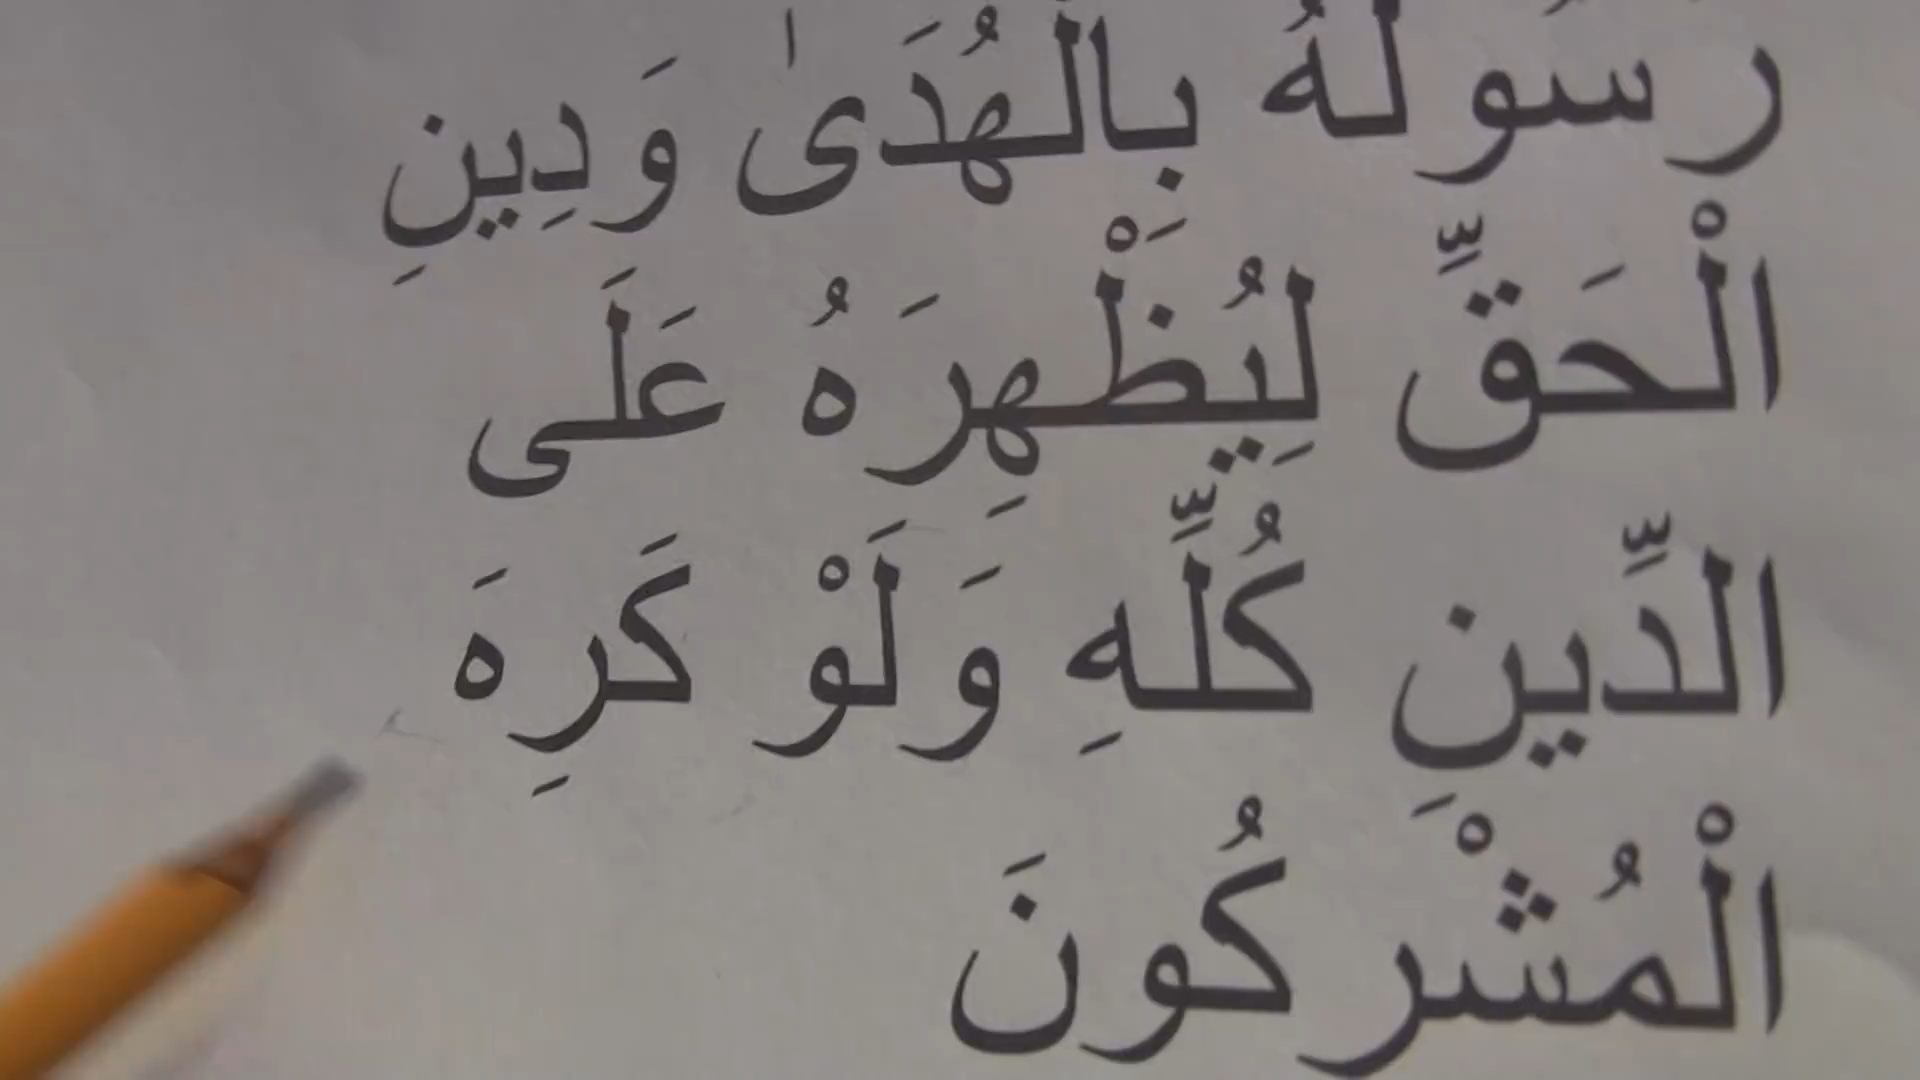 رَسُولَهُ بِالْهُدَىٰ وَدِينِ
الْحَقِّ لِيُظْهِرَهُ عَلَى
الدِّينِ كُلِّهِ وَلَوْ كَرِهَ
الْمُشْرِكُونَ